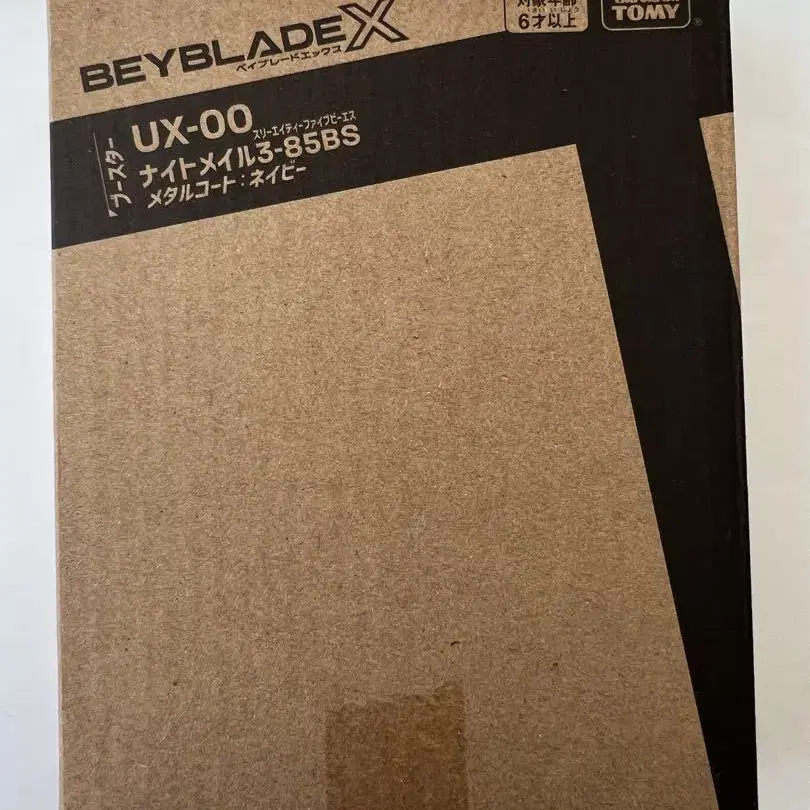 BEYBLADE X
ベイブレードエックス
対象年齢
6才以上
TOMY
ブースター
UX-00
スリーエイティーファイブビーエス
ナイトメイル3-85BS
メタルコート：ネイビー